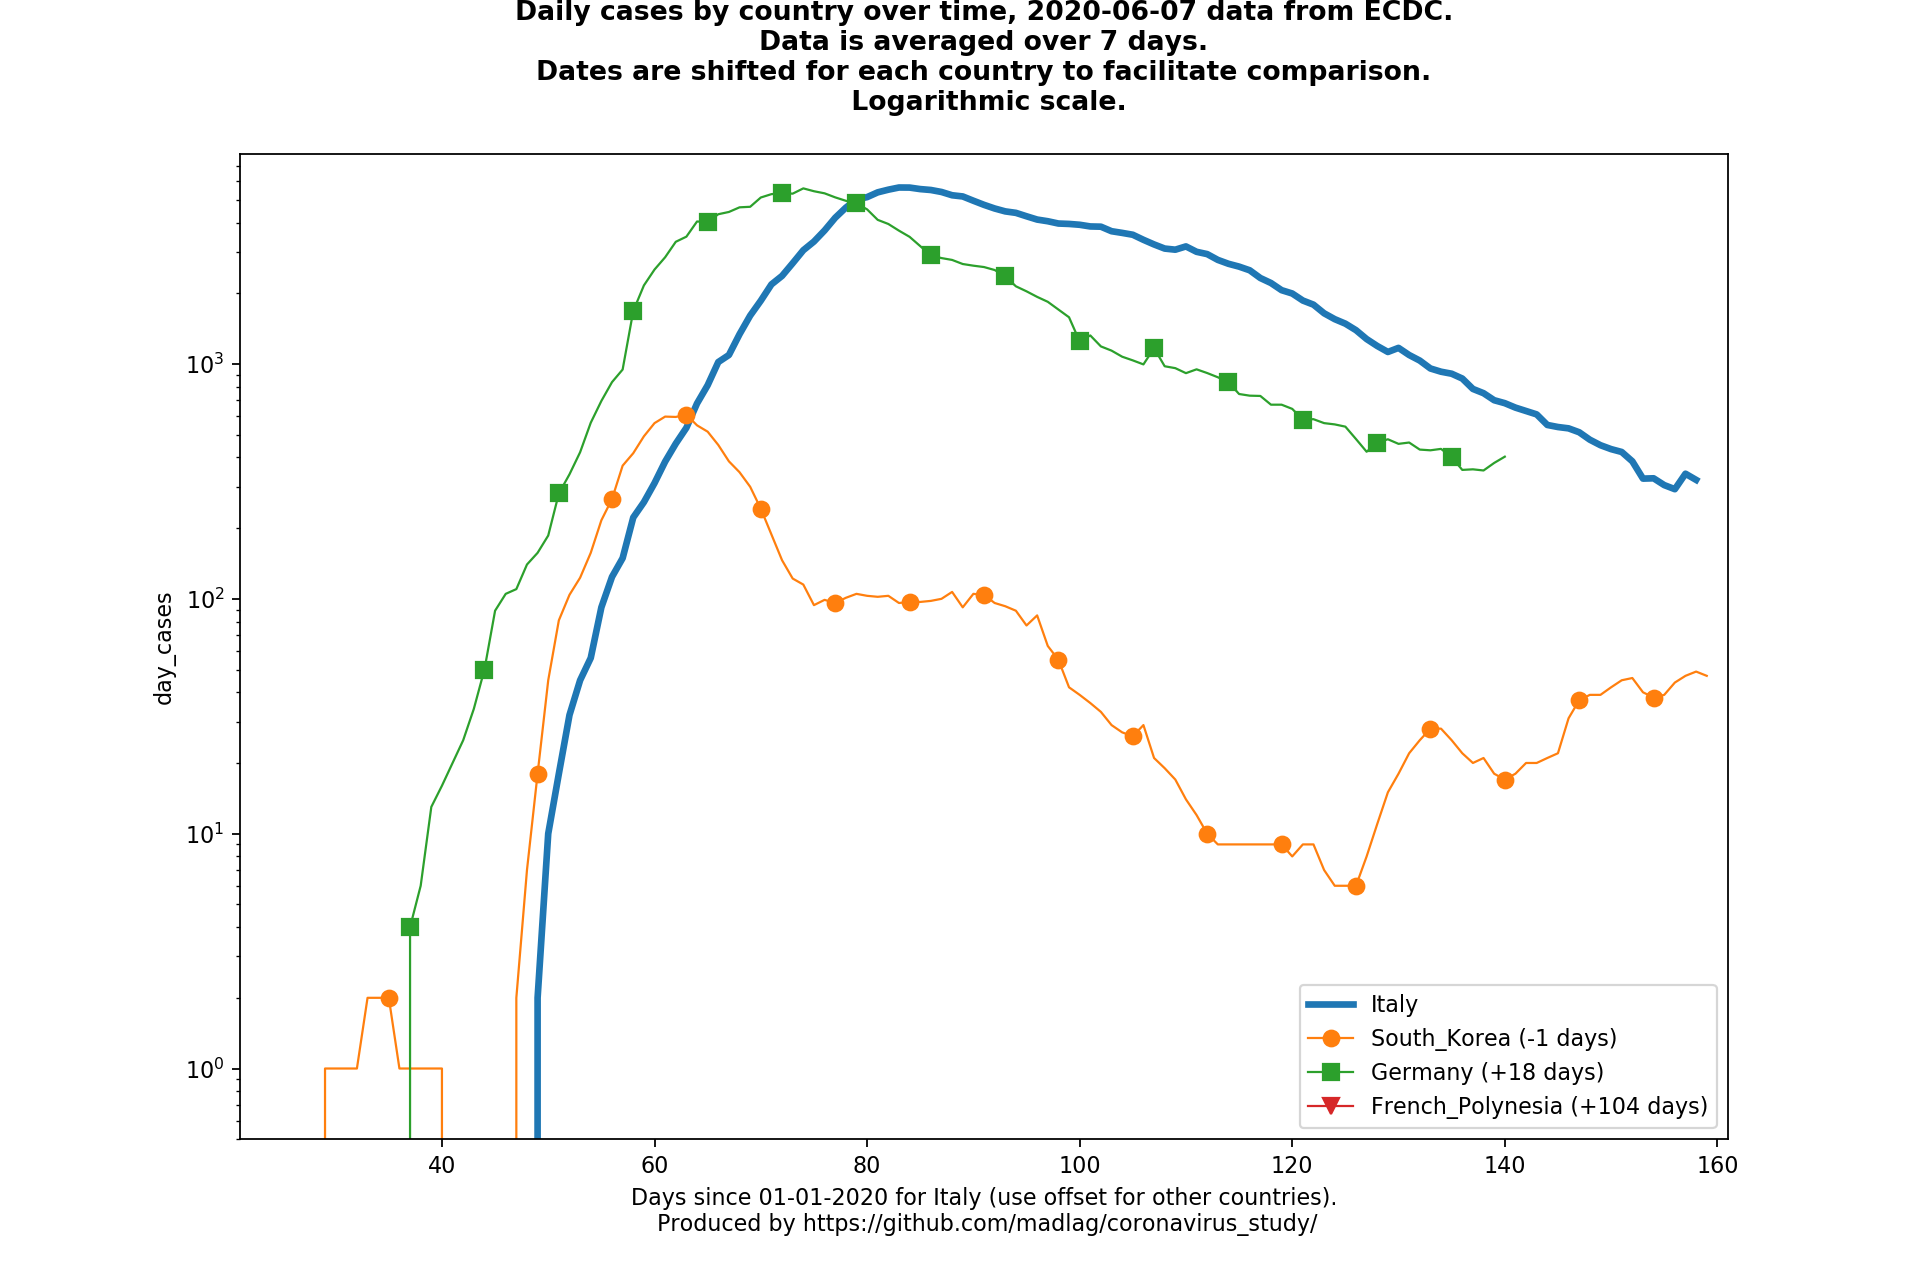 Daily cases by country over time, 2020-06-07 data from ECDC.
Data is averaged over 7 days.
Dates are shifted for each country to facilitate comparison.
Logarithmic scale.
10³
10²
10¹
10⁰
day_cases
Italy
South_Korea (-1 days)
Germany (+18 days)
French_Polynesia (+104 days)
40 60 80 100 120 140 160
Days since 01-01-2020 for Italy (use offset for other countries).
Produced by https://github.com/madlag/coronavirus_study/